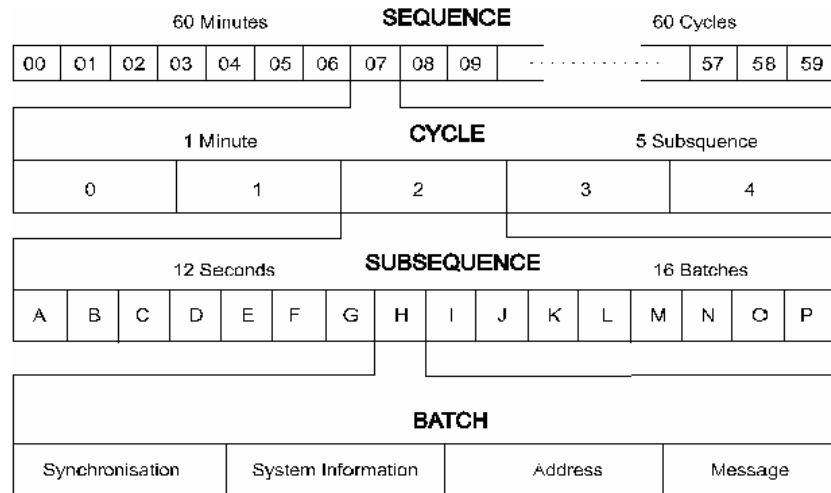 60 Minutes SEQUENCE 60 Cycles
00 01 02 03 04 05 06 07 08 09 57 58 59
1 Minute CYCLE 5 Subsquence
0 1 2 3 4
12 Seconds SUBSEQUENCE 16 Batches
A B C D E F G H I J K L M N O P
BATCH
Synchronisation System Information Address Message